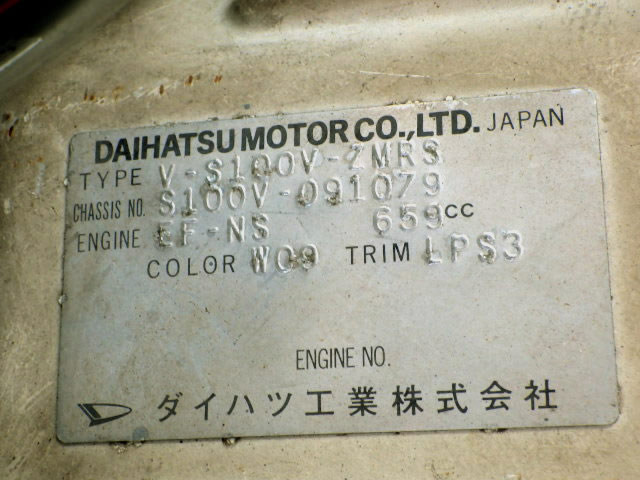 DAIHATSU MOTOR CO.,LTD. JAPAN
TYPE V-S100V-ZMRS
CHASSIS NO. S100V-091079
ENGINE EF-NS 659CC
COLOR W09 TRIM LPS3
ENGINE NO.
ダイハツ工業株式会社